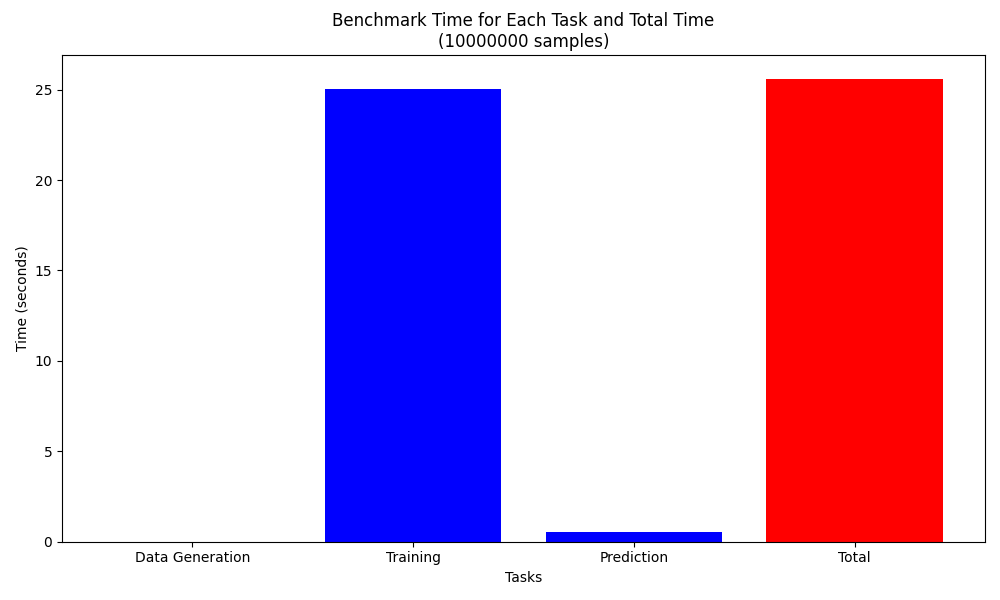 Benchmark Time for Each Task and Total Time
(10000000 samples)
25
20
15
10
5
0
Time (seconds)
Data Generation
Training
Prediction
Total
Tasks